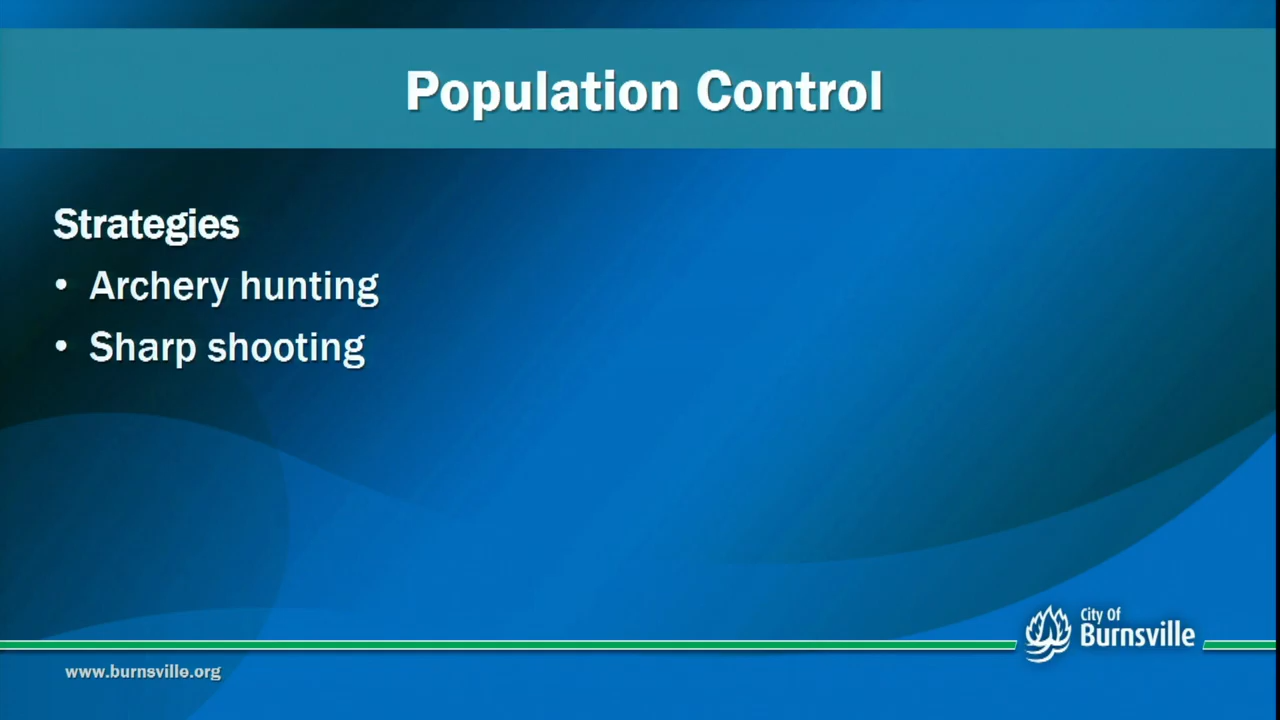 Population Control
Strategies
• Archery hunting
• Sharp shooting
City Of
Burnsville
www.burnsville.org